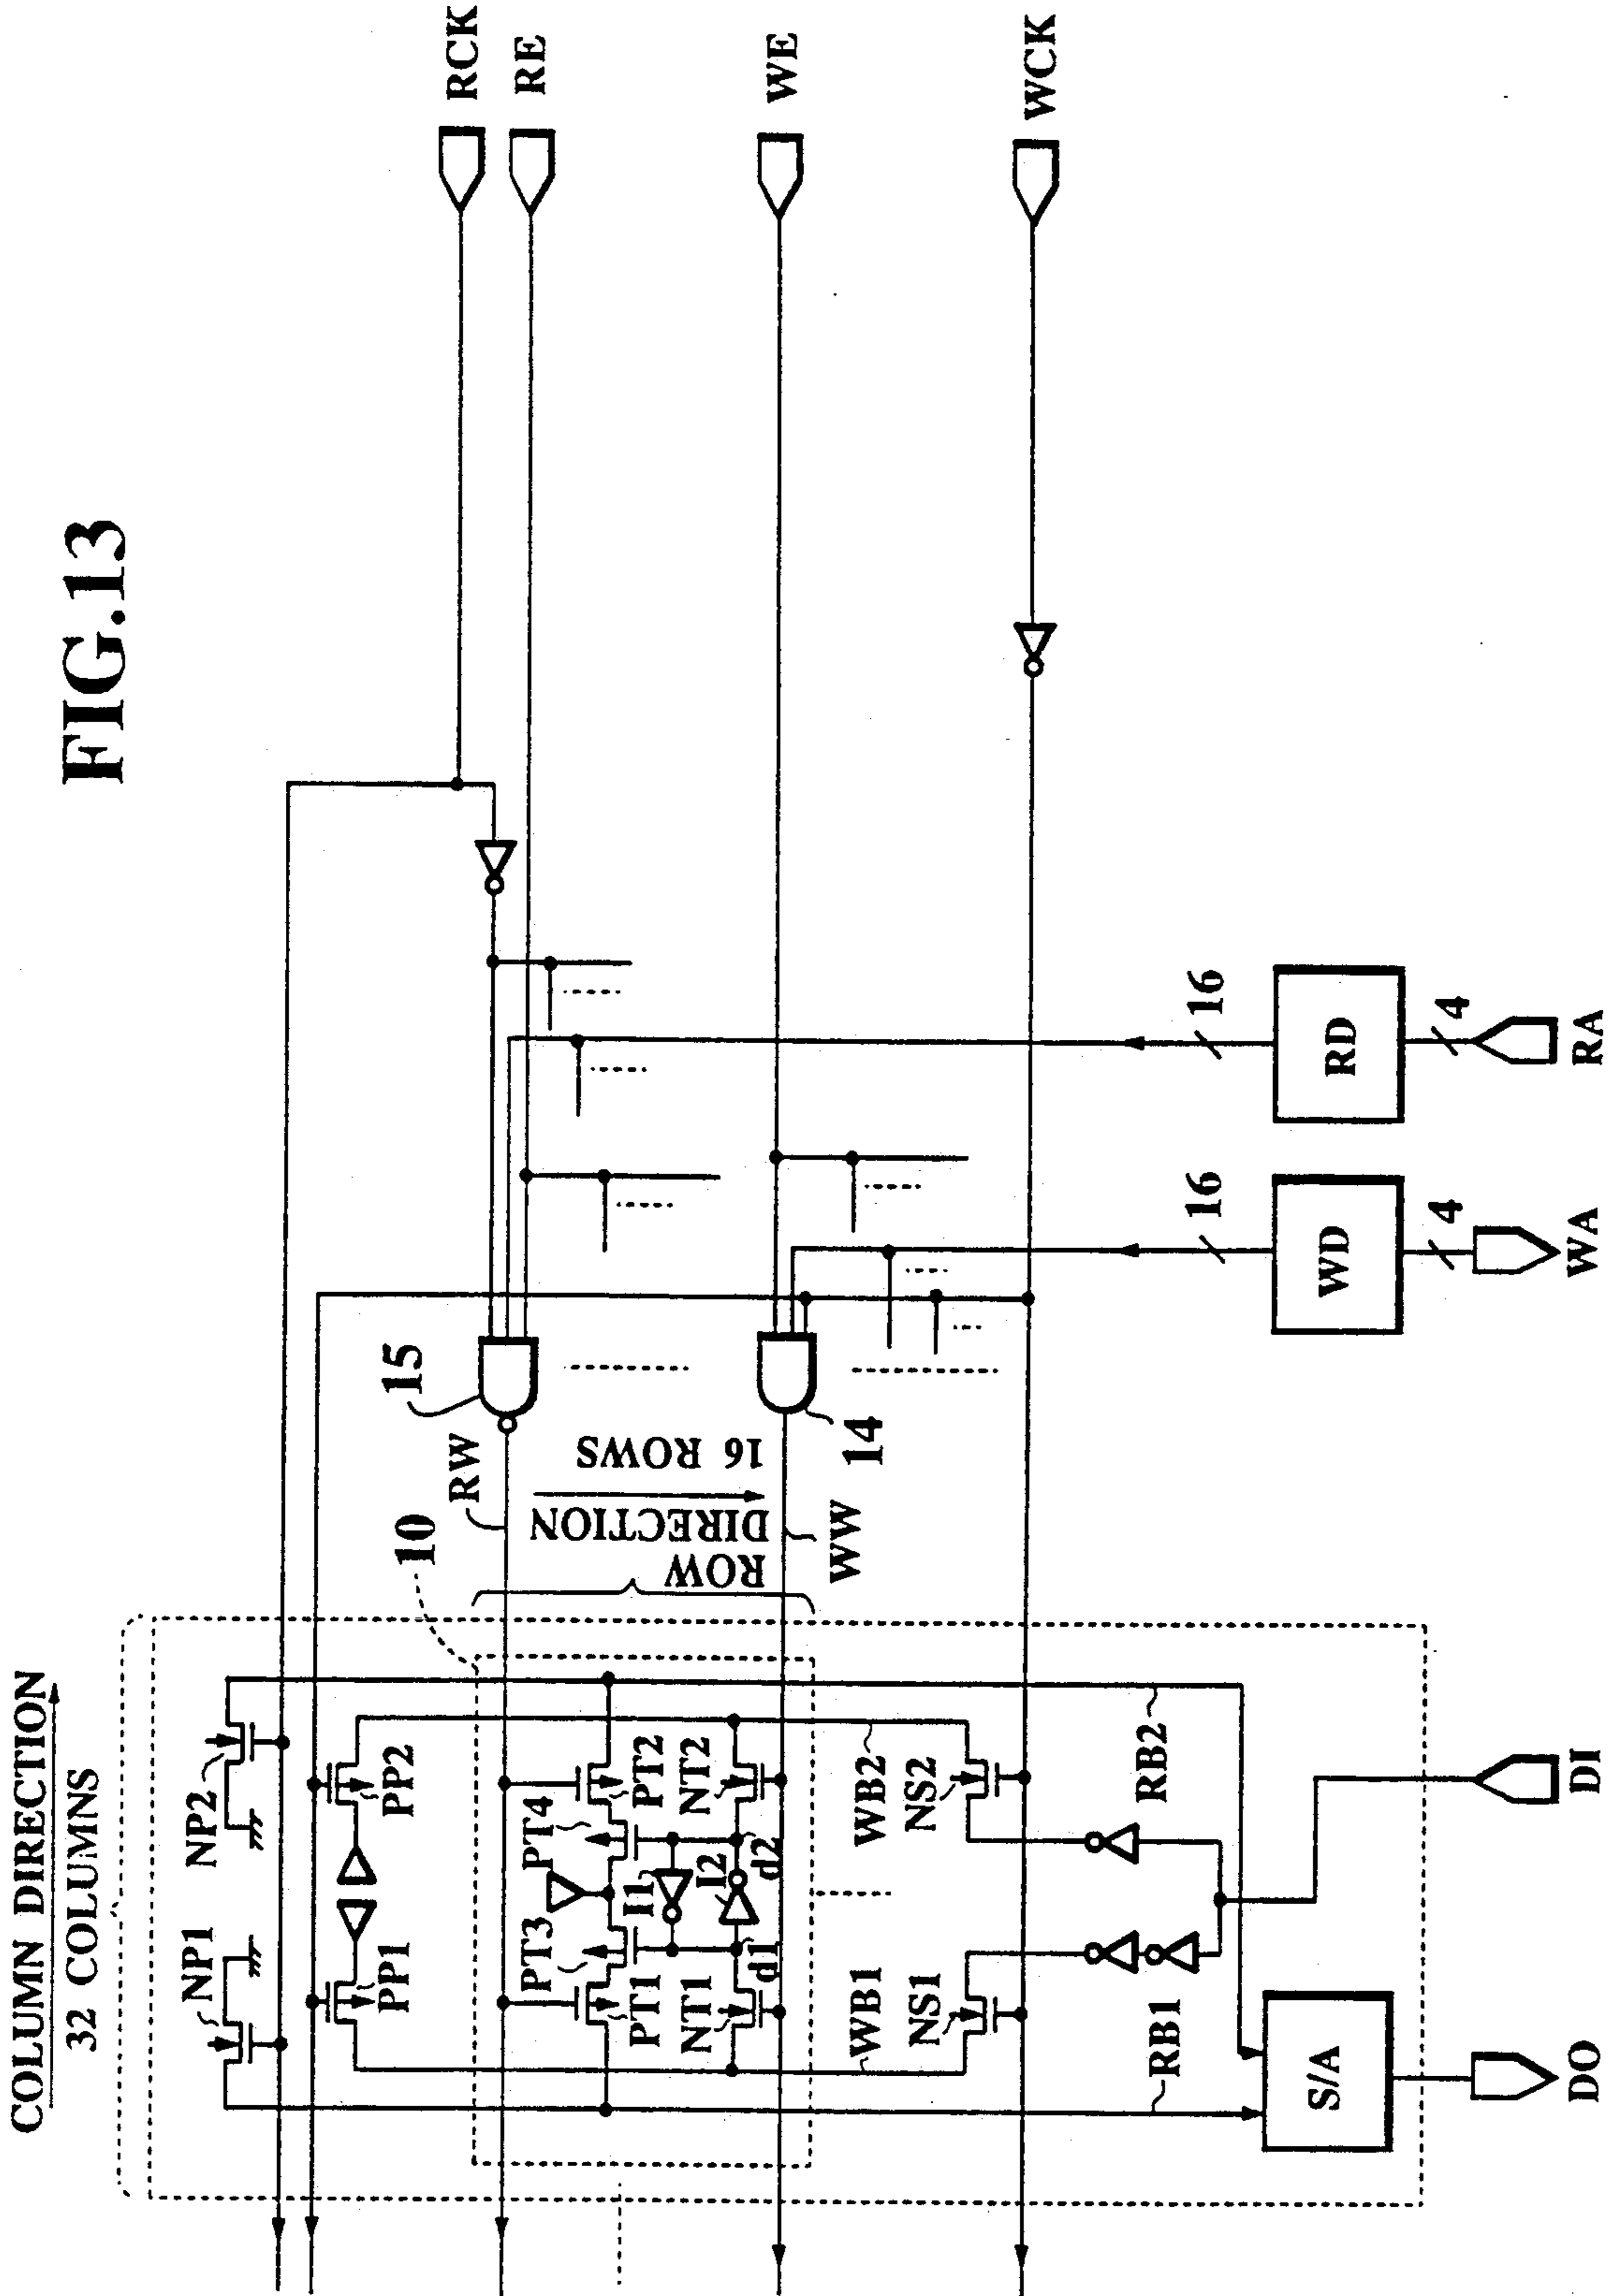 FIG.13
COLUMN DIRECTION
32 COLUMNS
RCK
RE
WE
WCK
NP1
NP2
PP1
PP2
10
RW
15
16 ROWS
ROW
DIRECTION
WW
14
PT3
PT4
PT1
PT2
I1
I2
NT1
NT2
d1
d2
WB1
WB2
NS1
NS2
RB1
RB2
S/A
DO
DI
16
WD
4
WA
16
RD
4
RA